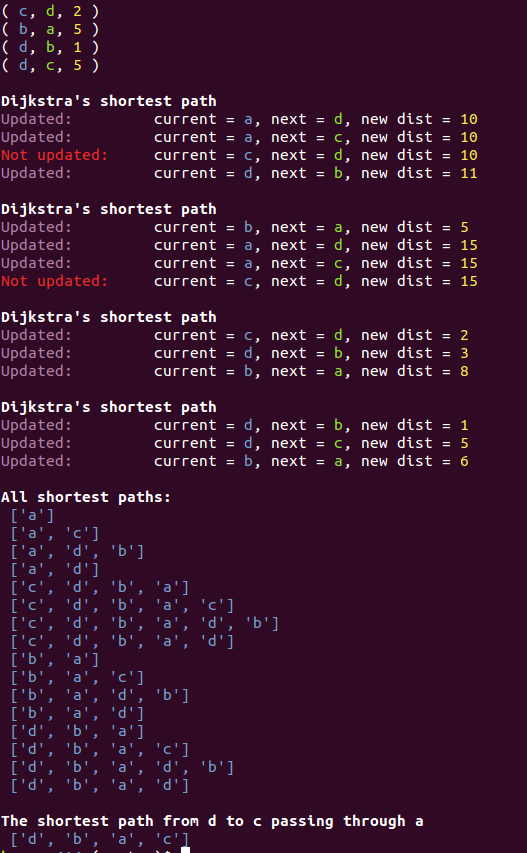 ( c, d, 2 )
( b, a, 5 )
( d, b, 1 )
( d, c, 5 )
Dijkstra's shortest path
Updated: current = a, next = d, new dist = 10
Updated: current = a, next = c, new dist = 10
Not updated: current = c, next = d, new dist = 10
Updated: current = d, next = b, new dist = 11
Dijkstra's shortest path
Updated: current = b, next = a, new dist = 5
Updated: current = a, next = d, new dist = 15
Updated: current = a, next = c, new dist = 15
Not updated: current = c, next = d, new dist = 15
Dijkstra's shortest path
Updated: current = c, next = d, new dist = 2
Updated: current = d, next = b, new dist = 3
Updated: current = b, next = a, new dist = 8
Dijkstra's shortest path
Updated: current = d, next = b, new dist = 1
Updated: current = d, next = c, new dist = 5
Updated: current = b, next = a, new dist = 6
All shortest paths:
['a']
['a', 'c']
['a', 'd', 'b']
['a', 'd']
['c', 'd', 'b', 'a']
['c', 'd', 'b', 'a', 'c']
['c', 'd', 'b', 'a', 'd', 'b']
['c', 'd', 'b', 'a', 'd']
['b', 'a']
['b', 'a', 'c']
['b', 'a', 'd', 'b']
['b', 'a', 'd']
['d', 'b', 'a']
['d', 'b', 'a', 'c']
['d', 'b', 'a', 'd', 'b']
['d', 'b', 'a', 'd']
The shortest path from d to c passing through a
['d', 'b', 'a', 'c']